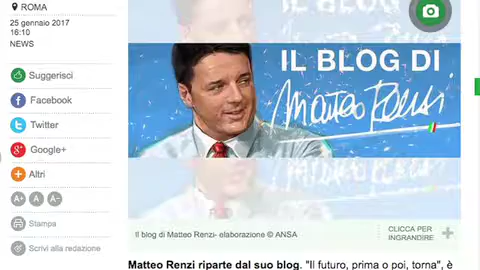 ROMA
25 gennaio 2017
16:10
NEWS
Suggerisci
Facebook
Twitter
Google+
Altri
A+ A A-
Stampa
Scrivi alla redazione
IL BLOG DI
Matteo Renzi
Il blog di Matteo Renzi- elaborazione © ANSA
CLICCA PER
INGRANDIRE
Matteo Renzi riparte dal suo blog. "Il futuro, prima o poi, torna", è